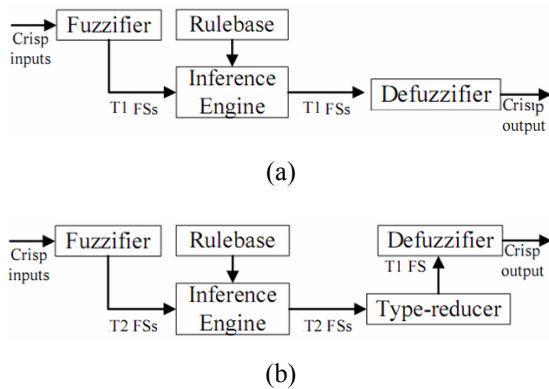 Fuzzifier
Rulebase
Crisp
inputs
Inference
Engine
T1 FSs
T1 FSs
Defuzzifier
Crisp
output
(a)
Fuzzifier
Rulebase
Defuzzifier
Crisp
inputs
Crisp
output
T1 FS
Inference
Engine
Type-reducer
T2 FSs
T2 FSs
(b)